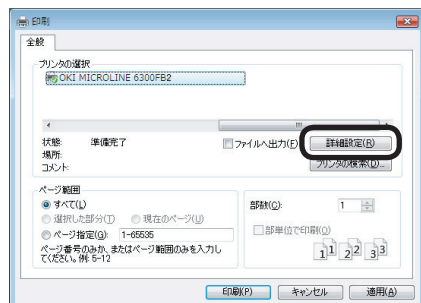 印刷
全般
プリンタの選択
OKI MICROLINE 6300FB2
状態: 準備完了
場所:
コメント:
ファイルへ出力(F)
詳細設定(R)
プリンタの検索(D)...
ページ範囲
すべて(L)
選択した部分(T) 現在のページ(U)
ページ指定(G): 1-65535
ページ番号のみか、またはページ範囲のみを入力し
てください。例: 5-12
部数(C): 1
部単位で印刷(O)
1 1 2 2 3 3
印刷(P) キャンセル 適用(A)